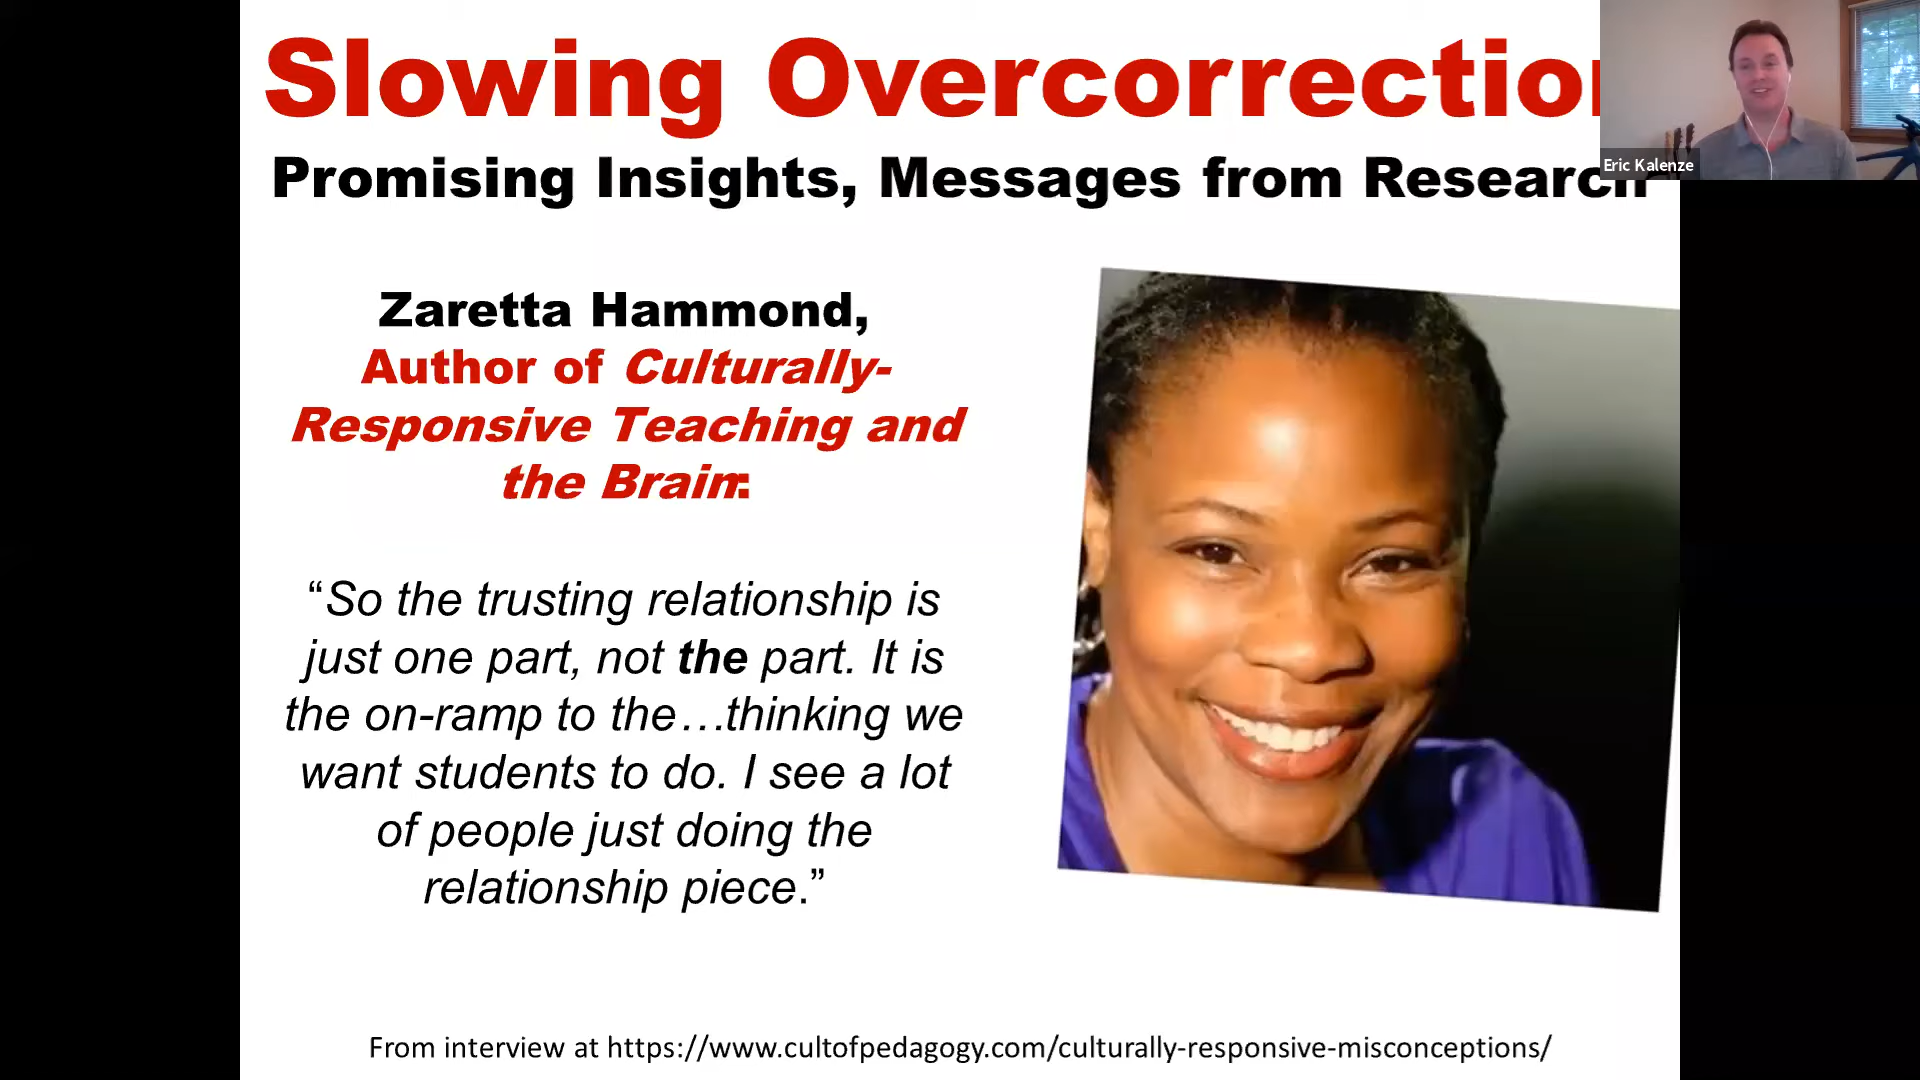 Slowing Overcorrection
Promising Insights, Messages from Research
Eric Kalenze
Zaretta Hammond,
Author of Culturally-
Responsive Teaching and
the Brain:
“So the trusting relationship is
just one part, not the part. It is
the on-ramp to the…thinking we
want students to do. I see a lot
of people just doing the
relationship piece.”
From interview at https://www.cultofpedagogy.com/culturally-responsive-misconceptions/